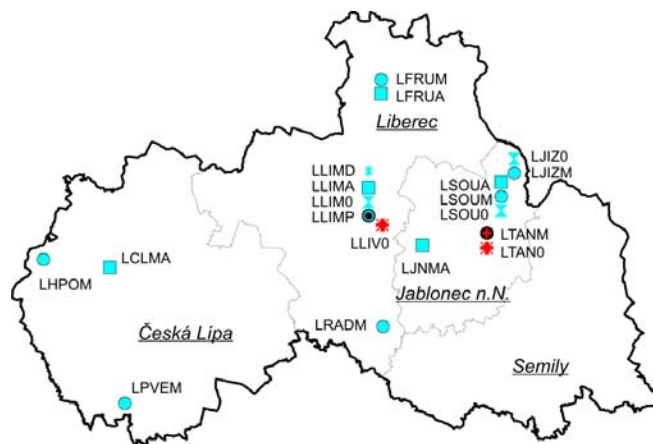 LFRUM
LFRUA
Liberec
LLIMD
LLIMA
LLIM0
LLIMP
LLIV0
LJIZ0
LJIZM
LSOUA
LSOUM
LSOU0
LTANM
LTAN0
LJNMA
Jablonec n.N.
LCLMA
LHPOM
Česká Lípa
LRADM
Semily
LPVEM